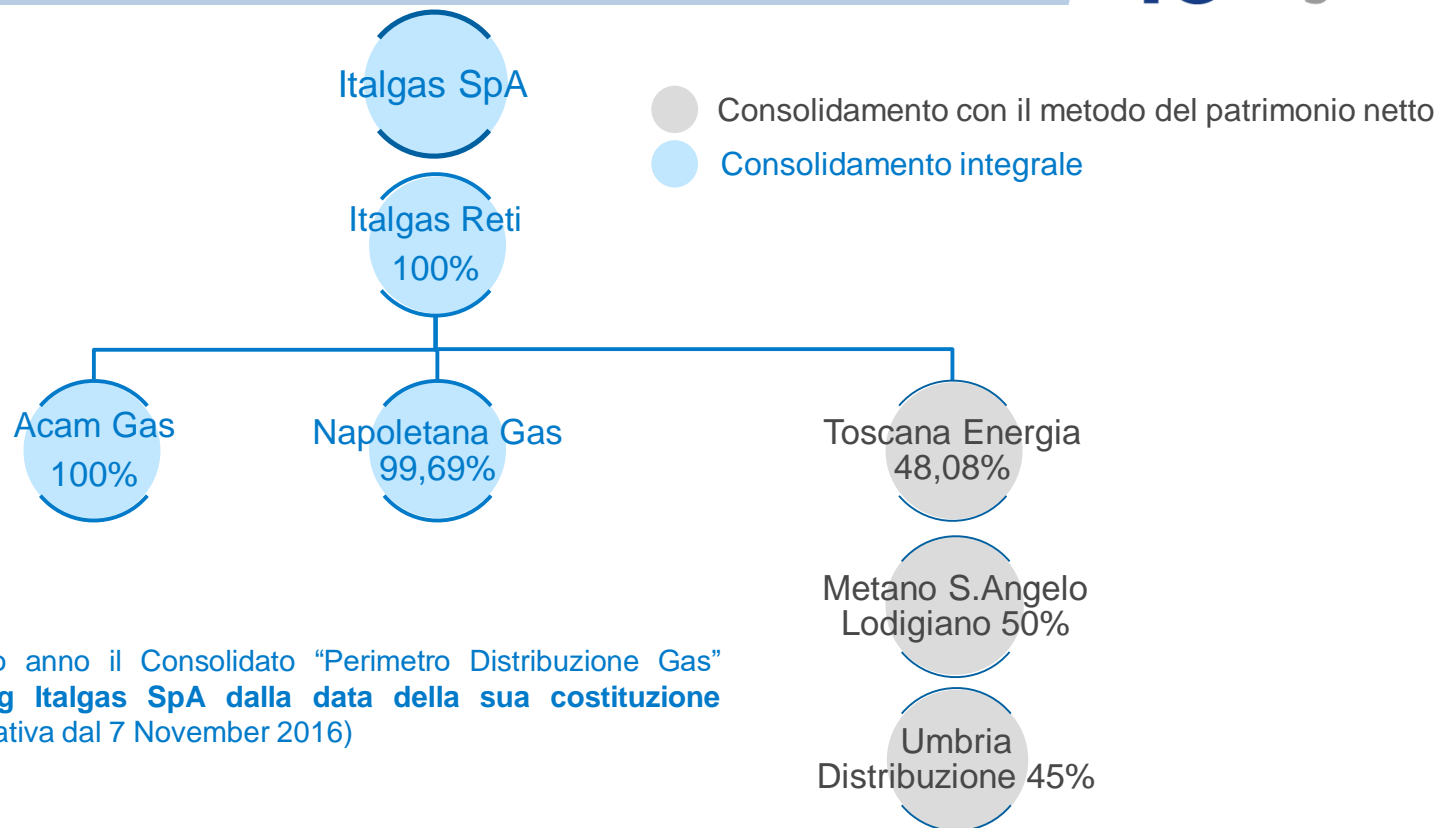 Italgas SpA
Consolidamento con il metodo del patrimonio netto
Consolidamento integrale
Italgas Reti
100%
Acam Gas
100%
Napoletana Gas
99,69%
Toscana Energia
48,08%
Metano S.Angelo
Lodigiano 50%
Umbria
Distribuzione 45%
anno il Consolidato “Perimetro Distribuzione Gas”
Italgas SpA dalla data della sua costituzione
dal 7 November 2016)